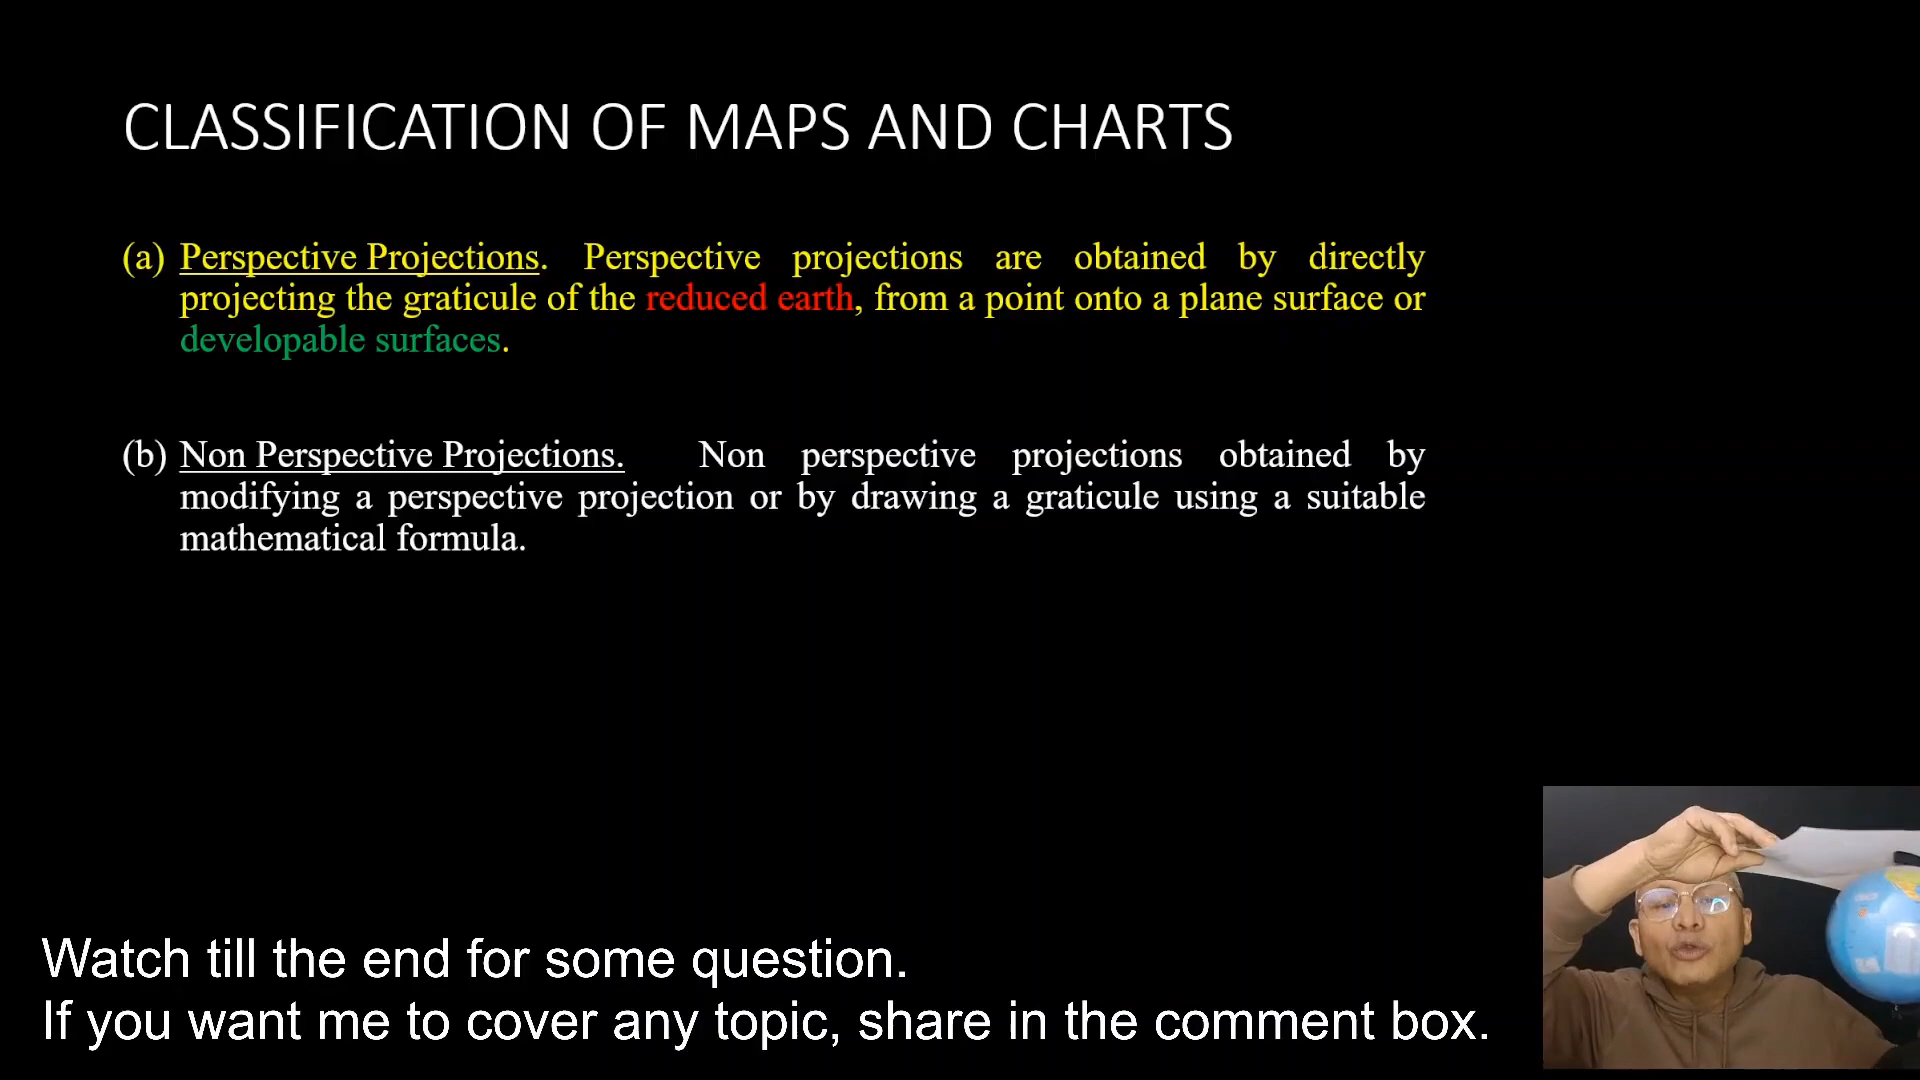 CLASSIFICATION OF MAPS AND CHARTS
(a) Perspective Projections. Perspective projections are obtained by directly
projecting the graticule of the reduced earth, from a point onto a plane surface or
developable surfaces.
(b) Non Perspective Projections. Non perspective projections obtained by
modifying a perspective projection or by drawing a graticule using a suitable
mathematical formula.
Watch till the end for some question.
If you want me to cover any topic, share in the comment box.